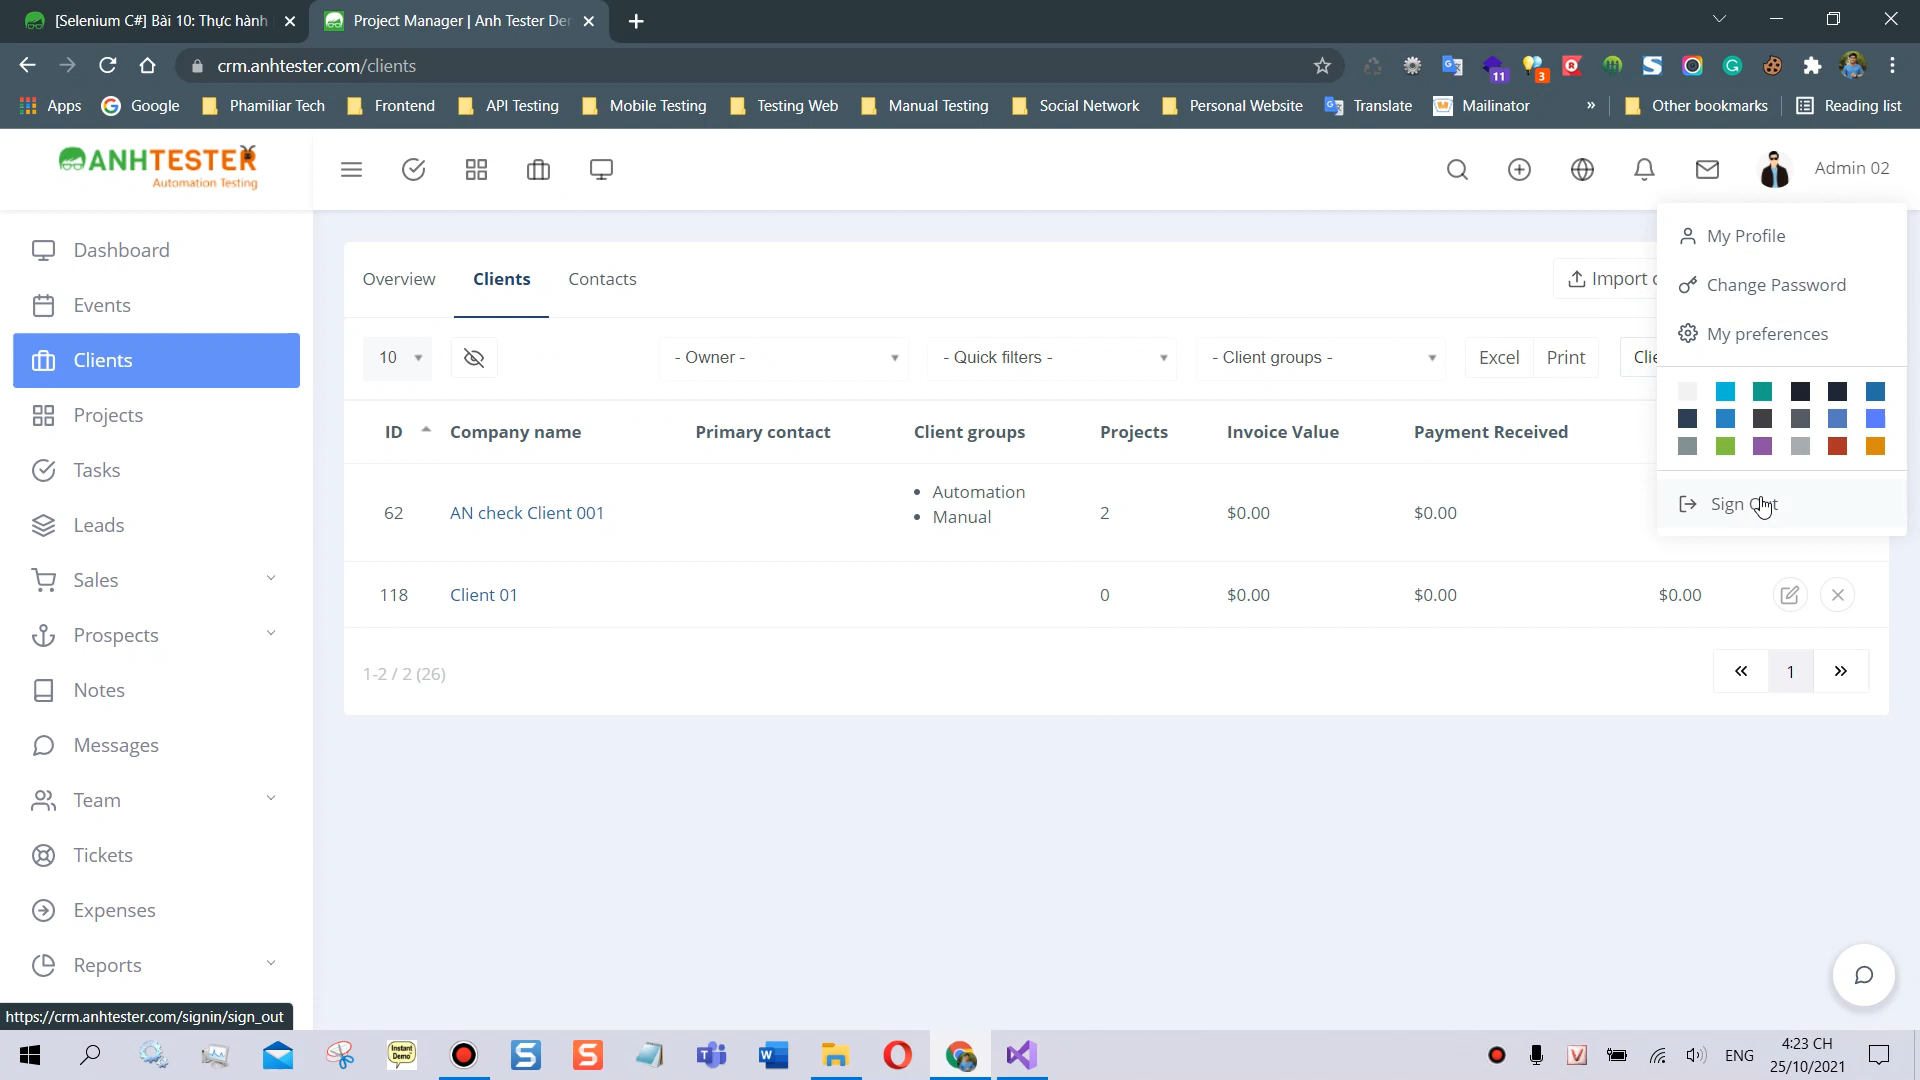 [Selenium C#] Bài 10: Thực hành
Project Manager | Anh Tester Der
crm.anhtester.com/clients
11
3
Apps
Google
Phamiliar Tech
Frontend
API Testing
Mobile Testing
Testing Web
Manual Testing
Social Network
Personal Website
Translate
Mailinator
»
Other bookmarks
Reading list
ANHTESTER
Automation Testing
Admin 02
Dashboard
Events
Clients
Projects
Tasks
Leads
Sales
Prospects
Notes
Messages
Team
Tickets
Expenses
Reports
https://crm.anhtester.com/signin/sign_out
Overview
Clients
Contacts
Import c
10
- Owner -
- Quick filters -
- Client groups -
Excel
Print
Clie
ID
Company name
Primary contact
Client groups
Projects
Invoice Value
Payment Received
62
AN check Client 001
• Automation
• Manual
2
$0.00
$0.00
118
Client 01
0
$0.00
$0.00
$0.00
1-2 / 2 (26)
«
1
»
My Profile
Change Password
My preferences
Sign Out
Instant
Demo
ENG
4:23 CH
25/10/2021